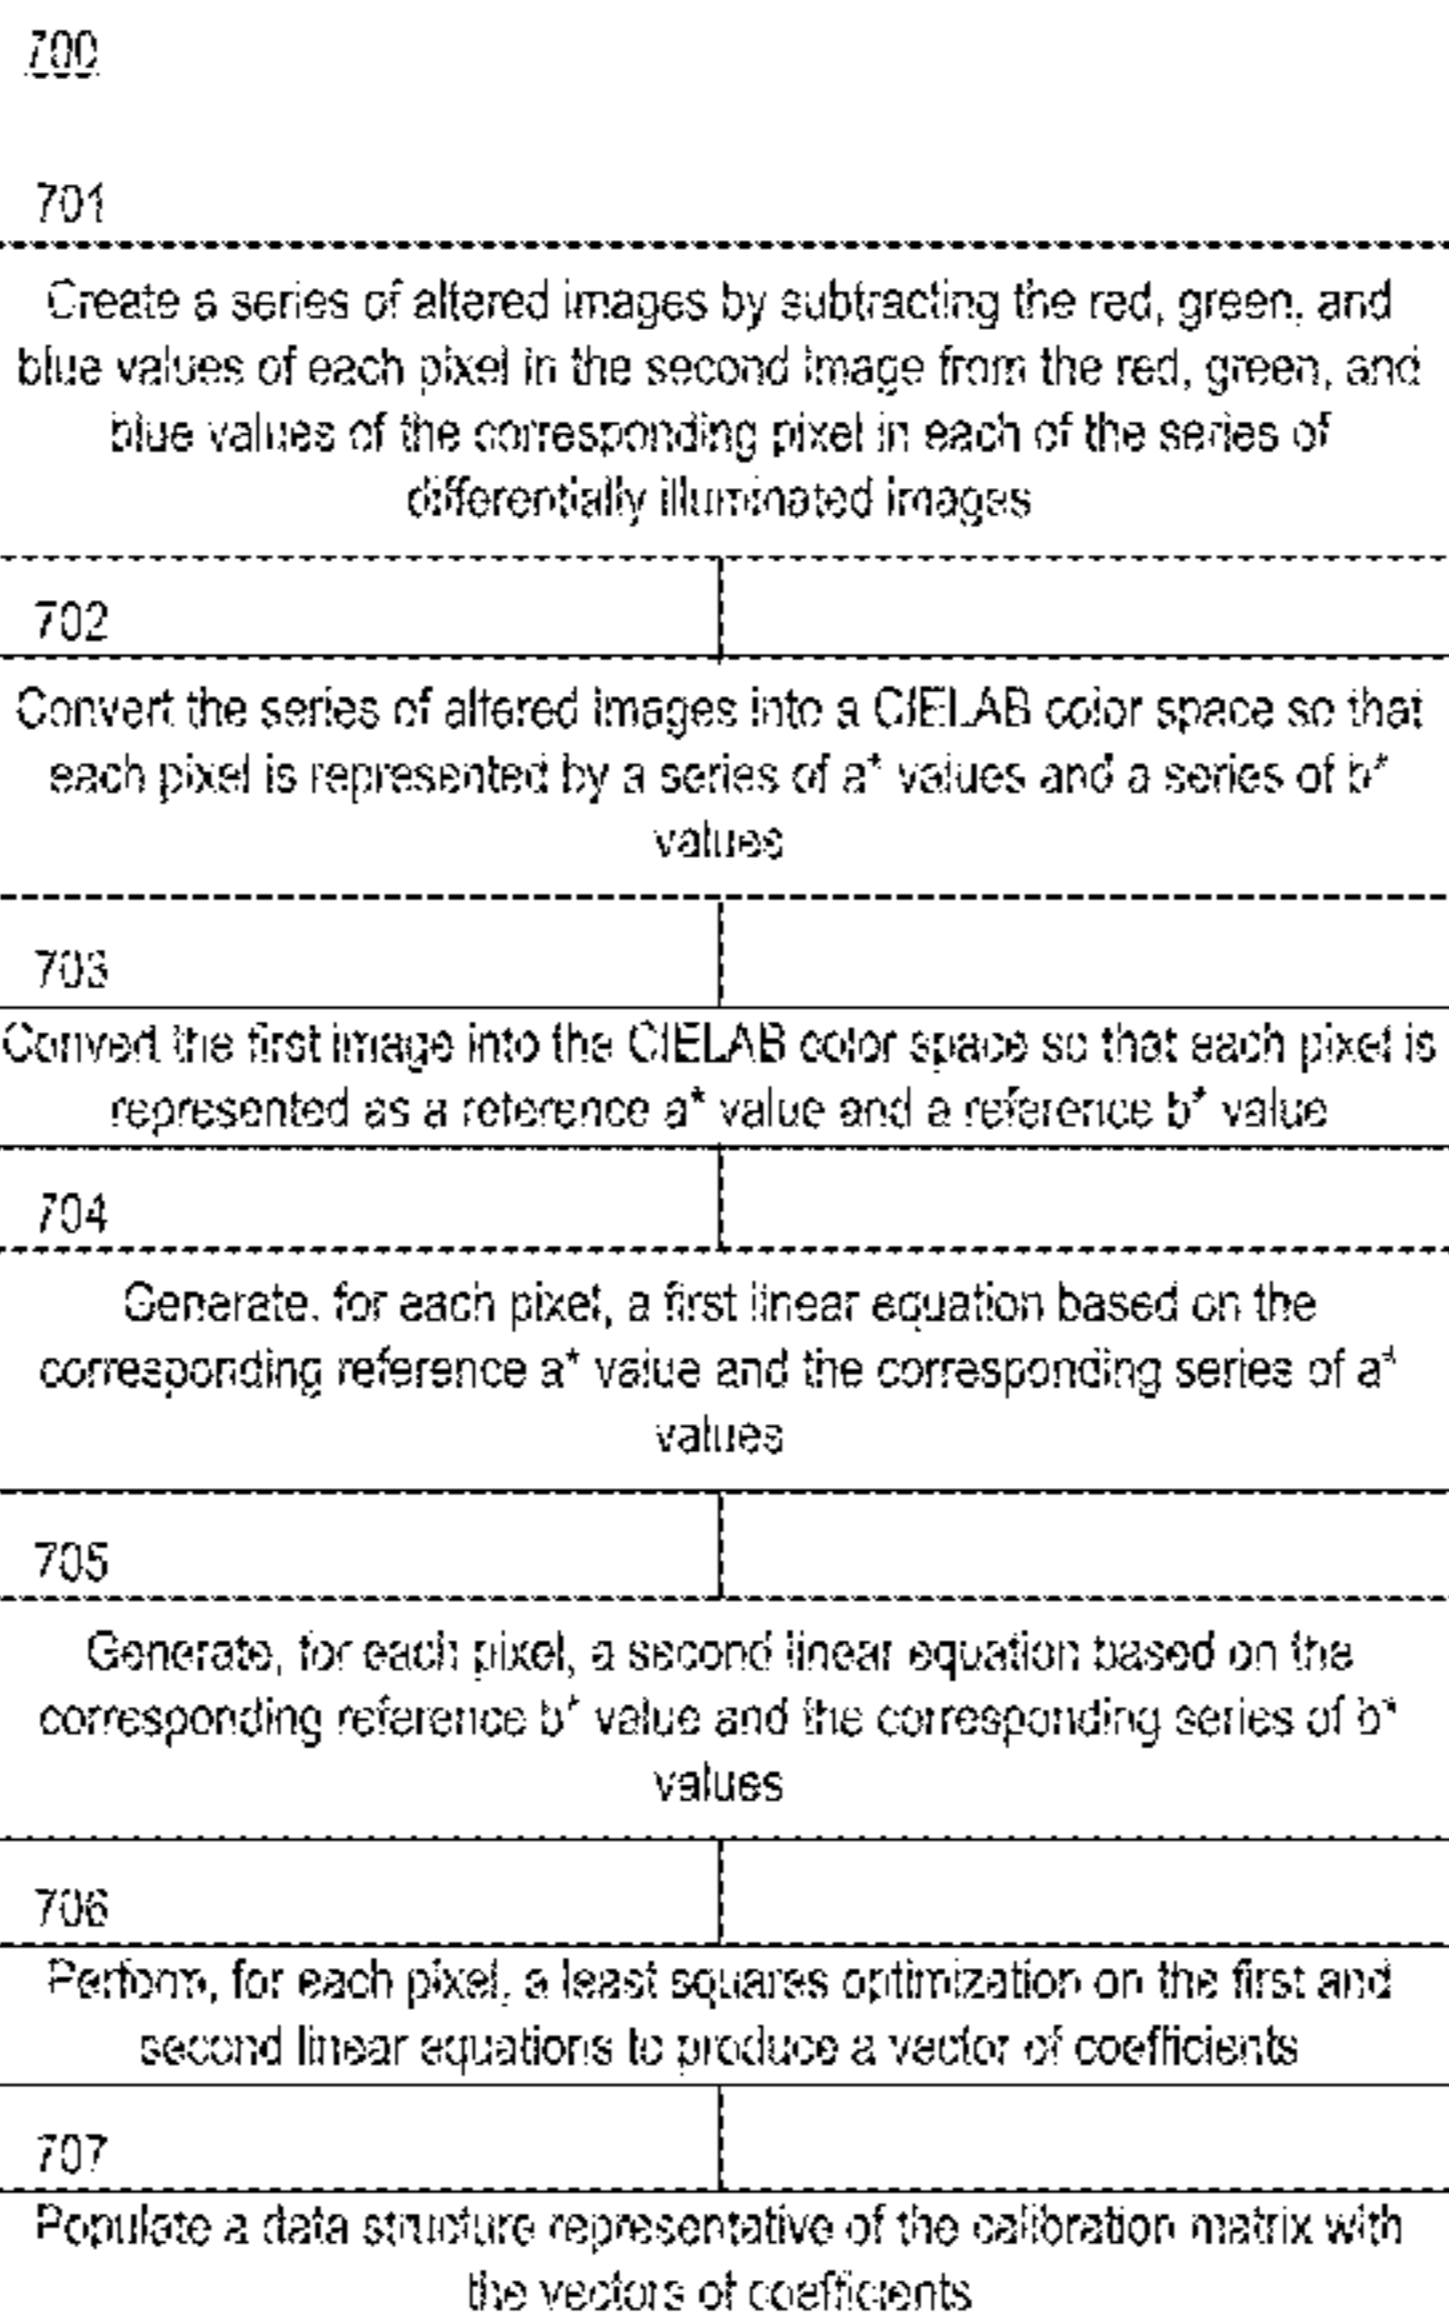 700
701
Create a series of altered images by subtracting the red, green, and
blue values of each pixel in the second image from the red, green, and
blue values of the corresponding pixel in each of the series of
differentially illuminated images
702
Convert the series of altered images into a CIELAB color space so that
each pixel is represented by a series of a* values and a series of b*
values
703
Convert the first image into the CIELAB color space so that each pixel is
represented as a reference a* value and a reference b* value
704
Generate, for each pixel, a first linear equation based on the
corresponding reference a* value and the corresponding series of a*
values
705
Generate, for each pixel, a second linear equation based on the
corresponding reference b* value and the corresponding series of b*
values
706
Perform, for each pixel, a least squares optimization on the first and
second linear equations to produce a vector of coefficients
707
Populate a data structure representative of the calibration matrix with
the vectors of coefficients